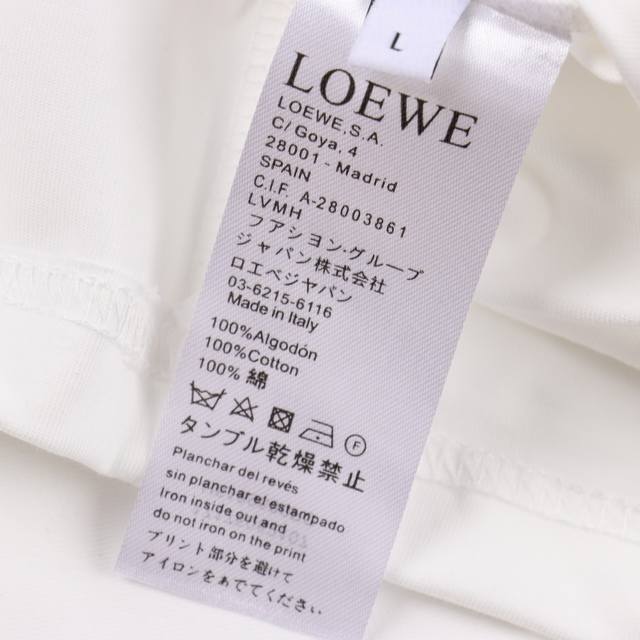 L
LOEWE
LOEWE, S.A.
C/ Goya, 4
28001 - Madrid
SPAIN
C.I.F. A-28003861
LVMH
フアシヨン.グループ
ジャパン株式会社
ロエベジヤパン
03-6215-6116
Made in Italy
100%Algodón
100%Cotton
100% 綿
F
タンブル乾燥禁止
Planchar del revés
sin planchar el estampado
Iron inside out and
do not iron on the print
プリント部分を避けて
アイロンをあててください